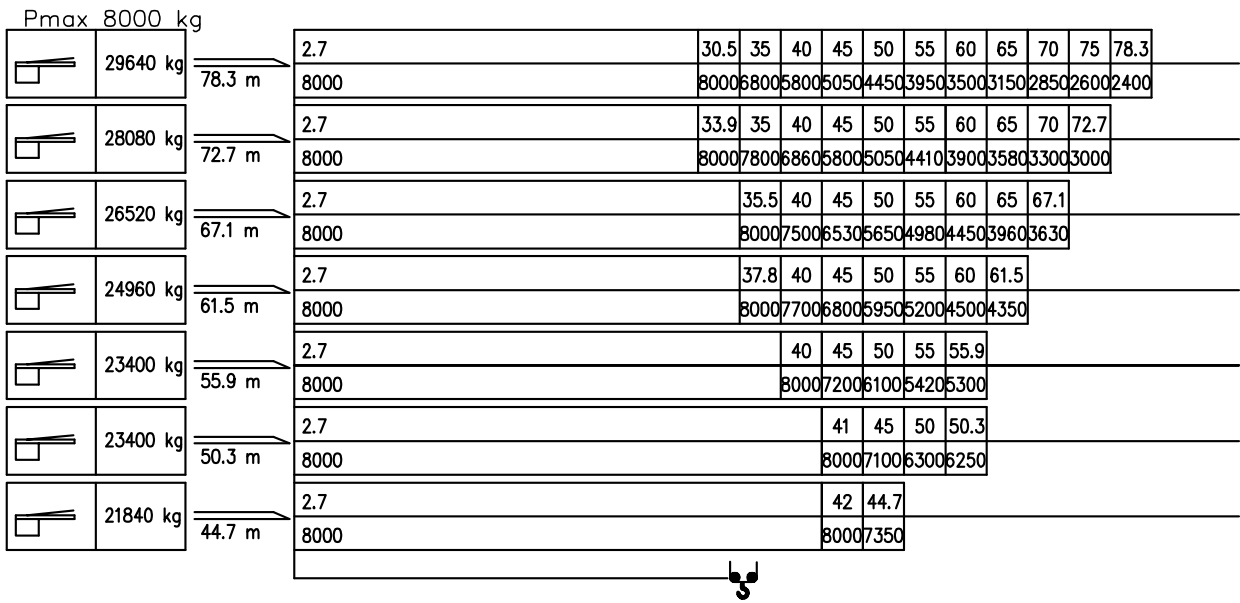 Pmax 8000 kg
29640 kg 78.3 m 2.7 30.5 35 40 45 50 55 60 65 70 75 78.3
8000 8000 6800 5800 5050 4450 3950 3500 3150 2850 2600 2400
28080 kg 72.7 m 2.7 33.9 35 40 45 50 55 60 65 70 72.7
8000 8000 7800 6860 5800 5050 4410 3900 3580 3300 3000
26520 kg 67.1 m 2.7 35.5 40 45 50 55 60 65 67.1
8000 8000 7500 6530 5650 4980 4450 3960 3630
24960 kg 61.5 m 2.7 37.8 40 45 50 55 60 61.5
8000 8000 7700 6800 5950 5200 4500 4350
23400 kg 55.9 m 2.7 40 45 50 55 55.9
8000 8000 7200 6100 5420 5300
23400 kg 50.3 m 2.7 41 45 50 50.3
8000 8000 7100 6300 6250
21840 kg 44.7 m 2.7 42 44.7
8000 8000 7350